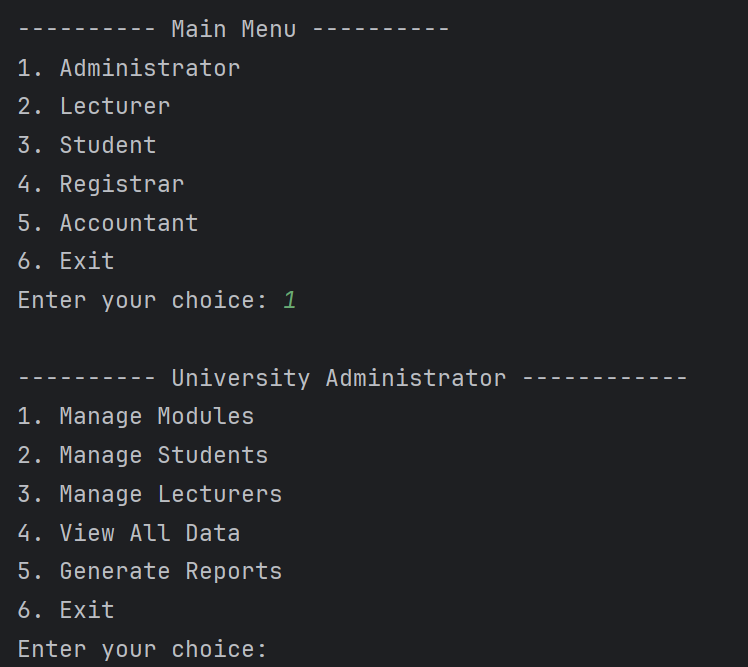 ---------- Main Menu ----------
1. Administrator
2. Lecturer
3. Student
4. Registrar
5. Accountant
6. Exit
Enter your choice: 1
---------- University Administrator ------------
1. Manage Modules
2. Manage Students
3. Manage Lecturers
4. View All Data
5. Generate Reports
6. Exit
Enter your choice: